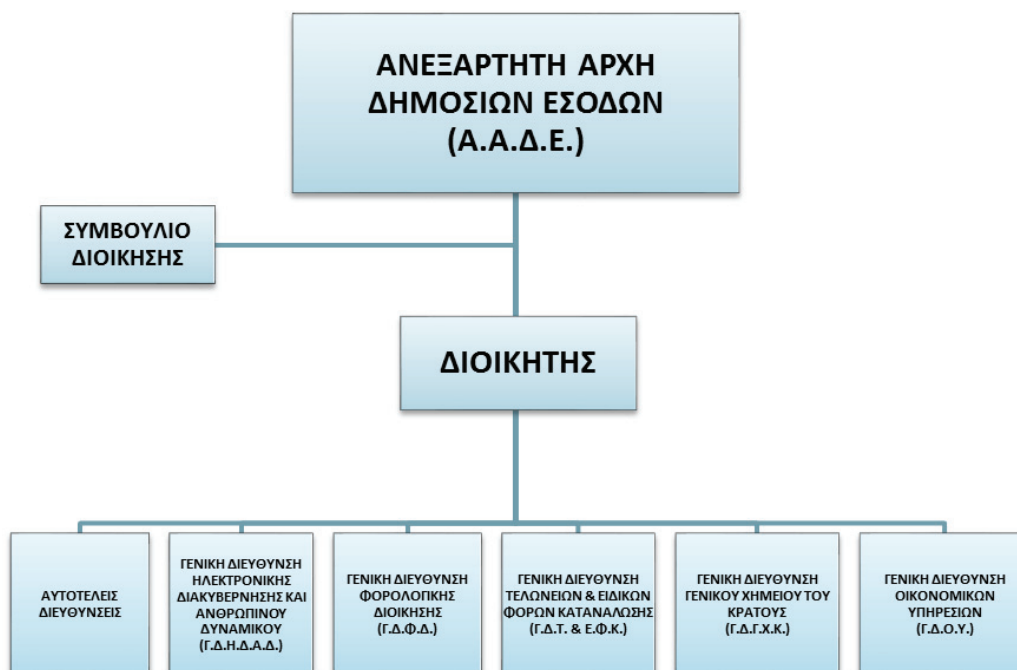 ΑΝΕΞΑΡΤΗΤΗ ΑΡΧΗ
ΔΗΜΟΣΙΩΝ ΕΣΟΔΩΝ
(Α.Α.Δ.Ε.)
ΣΥΜΒΟΥΛΙΟ
ΔΙΟΙΚΗΣΗΣ
ΔΙΟΙΚΗΤΗΣ
ΑΥΤΟΤΕΛΕΙΣ
ΔΙΕΥΘΥΝΣΕΙΣ
ΓΕΝΙΚΗ ΔΙΕΥΘΥΝΣΗ
ΗΛΕΚΤΡΟΝΙΚΗΣ
ΔΙΑΚΥΒΕΡΝΗΣΗΣ ΚΑΙ
ΑΝΘΡΩΠΙΝΟΥ
ΔΥΝΑΜΙΚΟΥ
(Γ.Δ.Η.Δ.Α.Δ.)
ΓΕΝΙΚΗ ΔΙΕΥΘΥΝΣΗ
ΦΟΡΟΛΟΓΙΚΗΣ
ΔΙΟΙΚΗΣΗΣ
(Γ.Δ.Φ.Δ.)
ΓΕΝΙΚΗ ΔΙΕΥΘΥΝΣΗ
ΤΕΛΩΝΕΙΩΝ & ΕΙΔΙΚΩΝ
ΦΟΡΩΝ ΚΑΤΑΝΑΛΩΣΗΣ
(Γ.Δ.Τ. & Ε.Φ.Κ.)
ΓΕΝΙΚΗ ΔΙΕΥΘΥΝΣΗ
ΓΕΝΙΚΟΥ ΧΗΜΕΙΟΥ ΤΟΥ
ΚΡΑΤΟΥΣ
(Γ.Δ.Γ.Χ.Κ.)
ΓΕΝΙΚΗ ΔΙΕΥΘΥΝΣΗ
ΟΙΚΟΝΟΜΙΚΩΝ
ΥΠΗΡΕΣΙΩΝ
(Γ.Δ.Ο.Υ.)